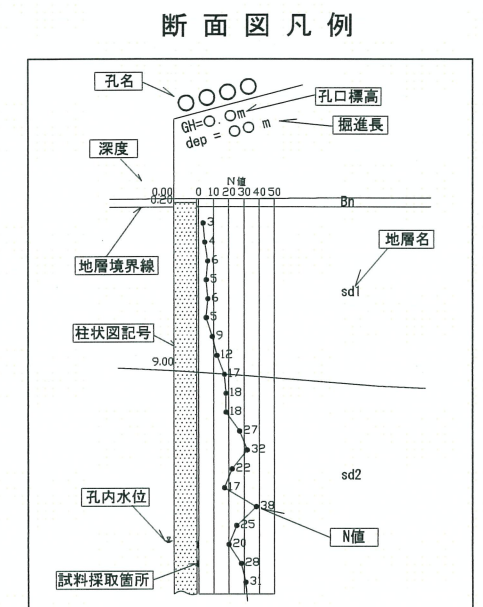 断面図凡例
孔名
○○○○
GH=○.○m
孔口標高
dep = ○○ m
掘進長
深度
N値
0.00 0 10 20 30 40 50
0.20
Bn
3
4
地層名
6
地層境界線
5
sd1
6
5
柱状図記号
9
12
9.00
17
18
18
27
32
22
sd2
17
孔内水位
38
25
N値
20
28
試料採取箇所
31